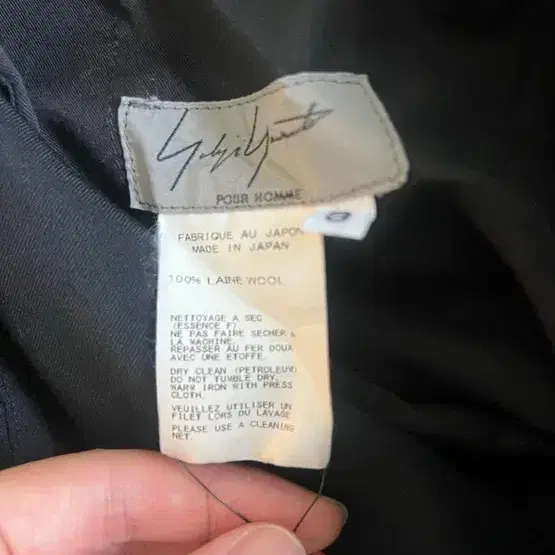 Yohji Yamamoto
POUR HOMME
FABRIQUE AU JAPON
MADE IN JAPAN
100% LAINE WOOL
NETTOYAGE A SEC
(ESSENCE F)
NE PAS FAIRE SECHER
LA MACHINE.
REPASSER AU FER DOUX
AVEC UNE ETOFFE.
DRY CLEAN (PETROLEUM)
DO NOT TUMBLE DRY.
WARM IRON WITH PRESS
CLOTH.
VEUILLEZ UTILISER UN
FILET LORS DU LAVAGE
PLEASE USE A CLEANING
NET.